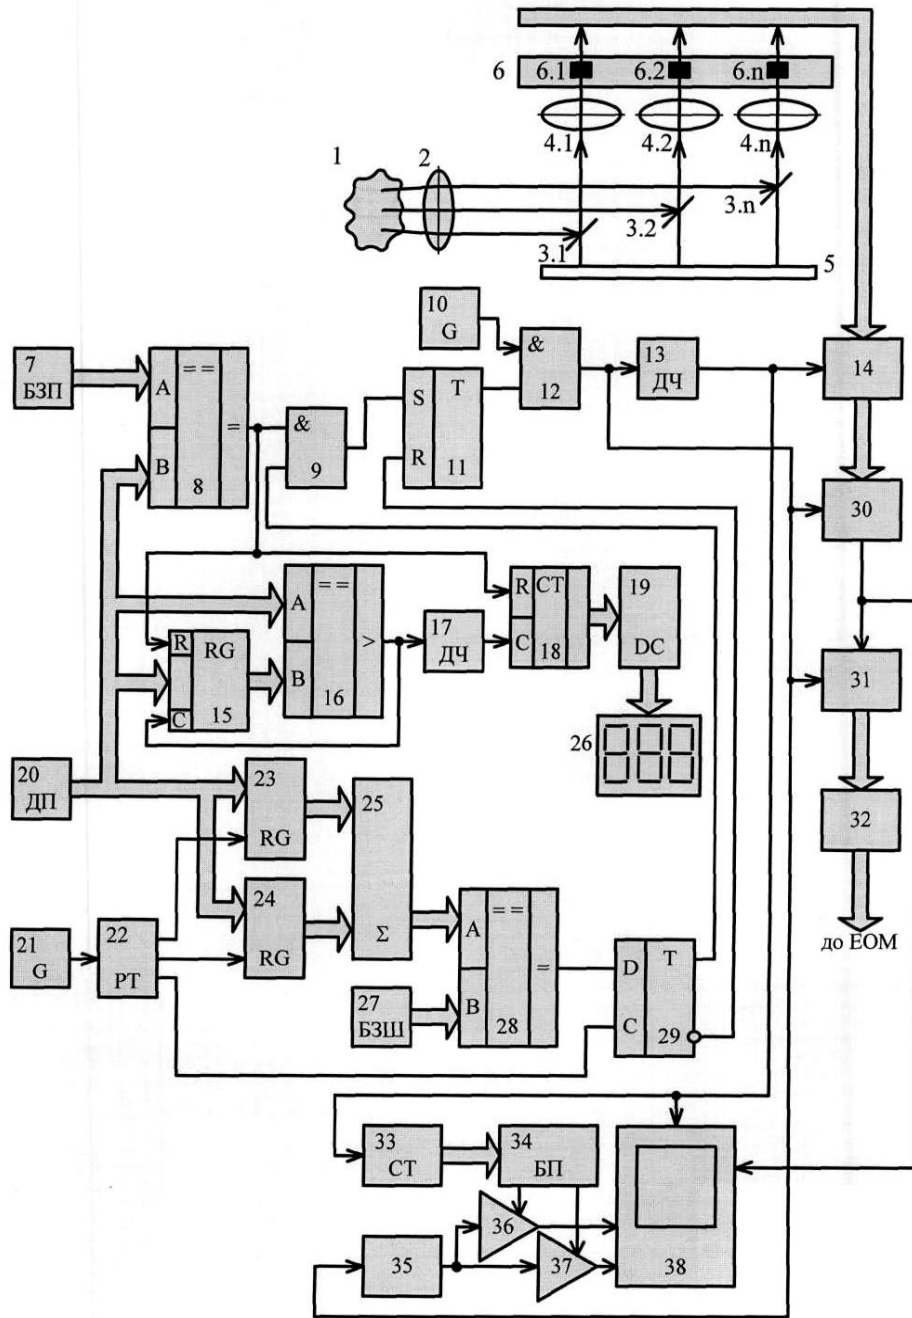 6
6.1
6.2
6.n
4.1
4.2
4.n
1
2
3.1
3.2
3.n
5
7
БЗП
A
B
= =
=
8
&
9
10
G
S
R
T
11
&
12
13
ДЧ
14
30
R
C
RG
15
A
B
= =
>
16
17
ДЧ
R
C
CT
18
19
DC
26
31
20
ДП
23
RG
24
RG
25
Σ
32
до ЕОМ
21
G
22
РТ
27
БЗШ
A
B
= =
=
28
D
C
T
29
33
СТ
34
БП
35
36
37
38